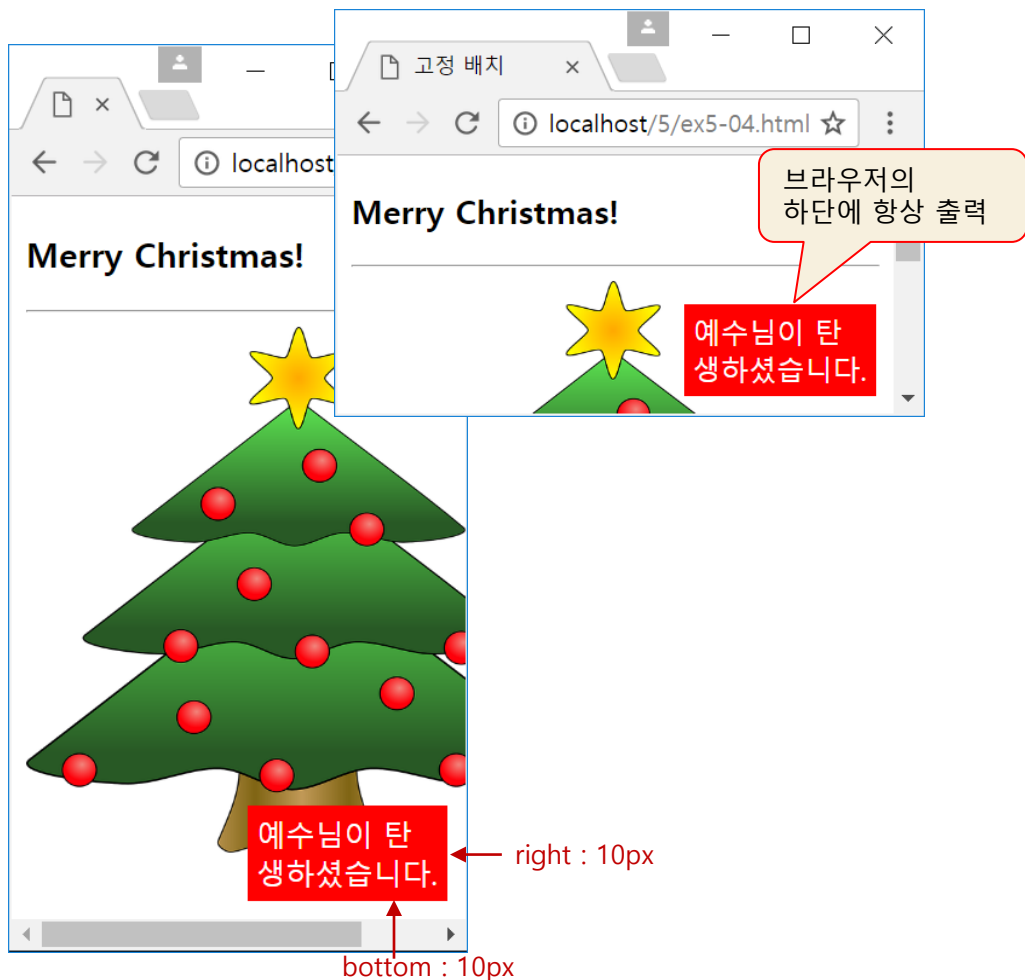 고정 배치
localhost/5/ex5-04.html
브라우저의
하단에 항상 출력
Merry Christmas!
예수님이 탄
생하셨습니다.
localhost
Merry Christmas!
예수님이 탄
생하셨습니다.
right : 10px
bottom : 10px